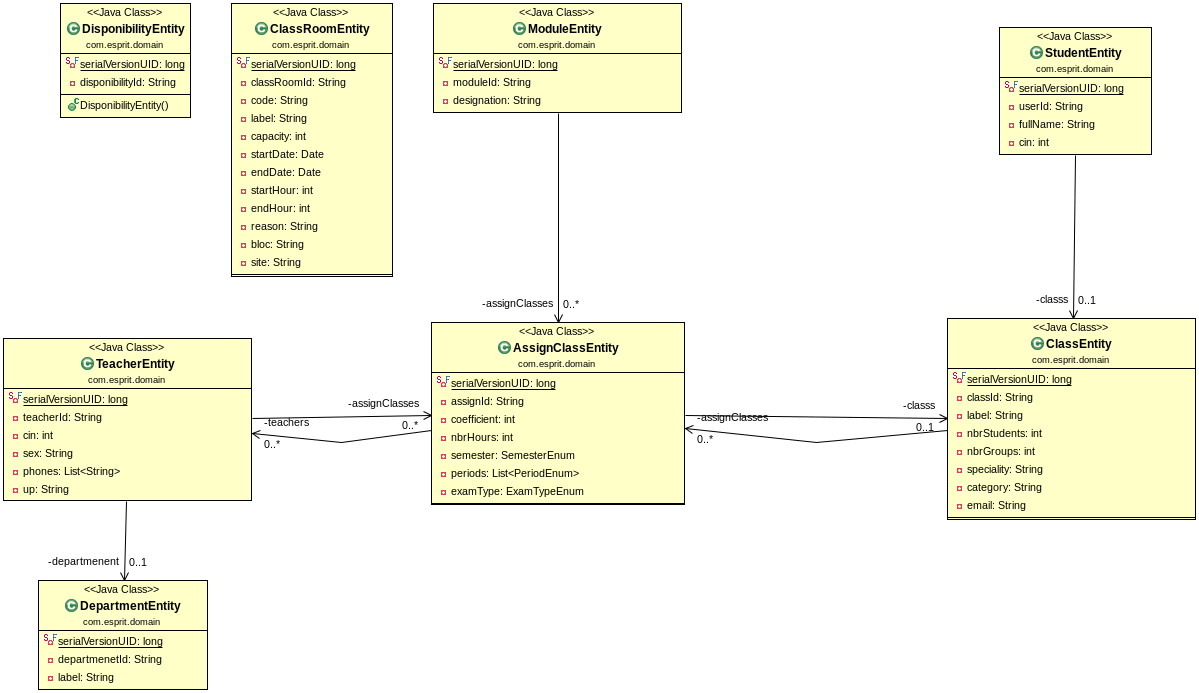 <<Java Class>>
DisponibilityEntity
com.esprit.domain
serialVersionUID: long
disponibilityId: String
DisponibilityEntity()
<<Java Class>>
ClassRoomEntity
com.esprit.domain
serialVersionUID: long
classRoomId: String
code: String
label: String
capacity: int
startDate: Date
endDate: Date
startHour: int
endHour: int
reason: String
bloc: String
site: String
<<Java Class>>
ModuleEntity
com.esprit.domain
serialVersionUID: long
moduleId: String
designation: String
<<Java Class>>
StudentEntity
com.esprit.domain
serialVersionUID: long
userId: String
fullName: String
cin: int
-assignClasses 0..*
-classs 0..1
<<Java Class>>
TeacherEntity
com.esprit.domain
serialVersionUID: long
teacherId: String
cin: int
sex: String
phones: List<String>
up: String
-assignClasses
0..*
-teachers
0..*
<<Java Class>>
AssignClassEntity
com.esprit.domain
serialVersionUID: long
assignId: String
coefficient: int
nbrHours: int
semester: SemesterEnum
periods: List<PeriodEnum>
examType: ExamTypeEnum
-classs
0..1
-assignClasses
0..*
<<Java Class>>
ClassEntity
com.esprit.domain
serialVersionUID: long
classId: String
label: String
nbrStudents: int
nbrGroups: int
speciality: String
category: String
email: String
-departmenent 0..1
<<Java Class>>
DepartmentEntity
com.esprit.domain
serialVersionUID: long
departmenetId: String
label: String